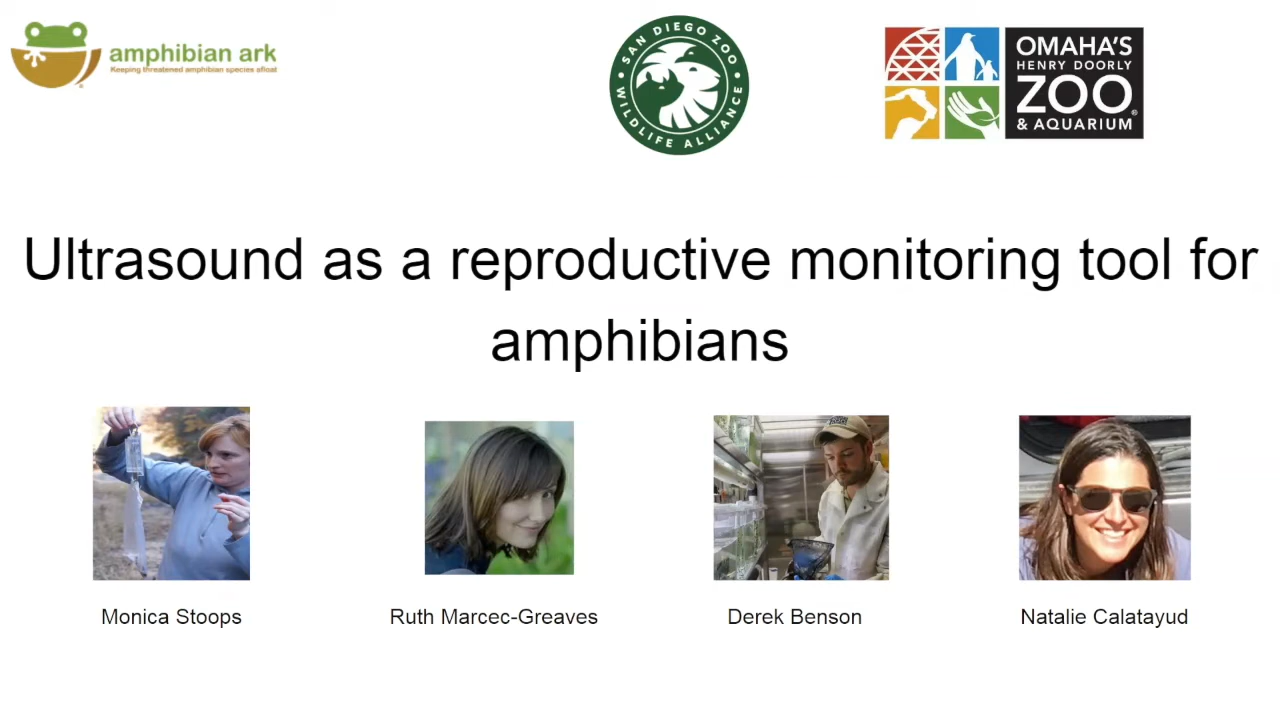 amphibian ark
Keeping threatened amphibian species afloat
SAN DIEGO ZOO
WILDLIFE ALLIANCE
OMAHA'S
HENRY DOORLY
ZOO
& AQUARIUM
Ultrasound as a reproductive monitoring tool for
amphibians
Monica Stoops
Ruth Marcec-Greaves
Derek Benson
Natalie Calatayud